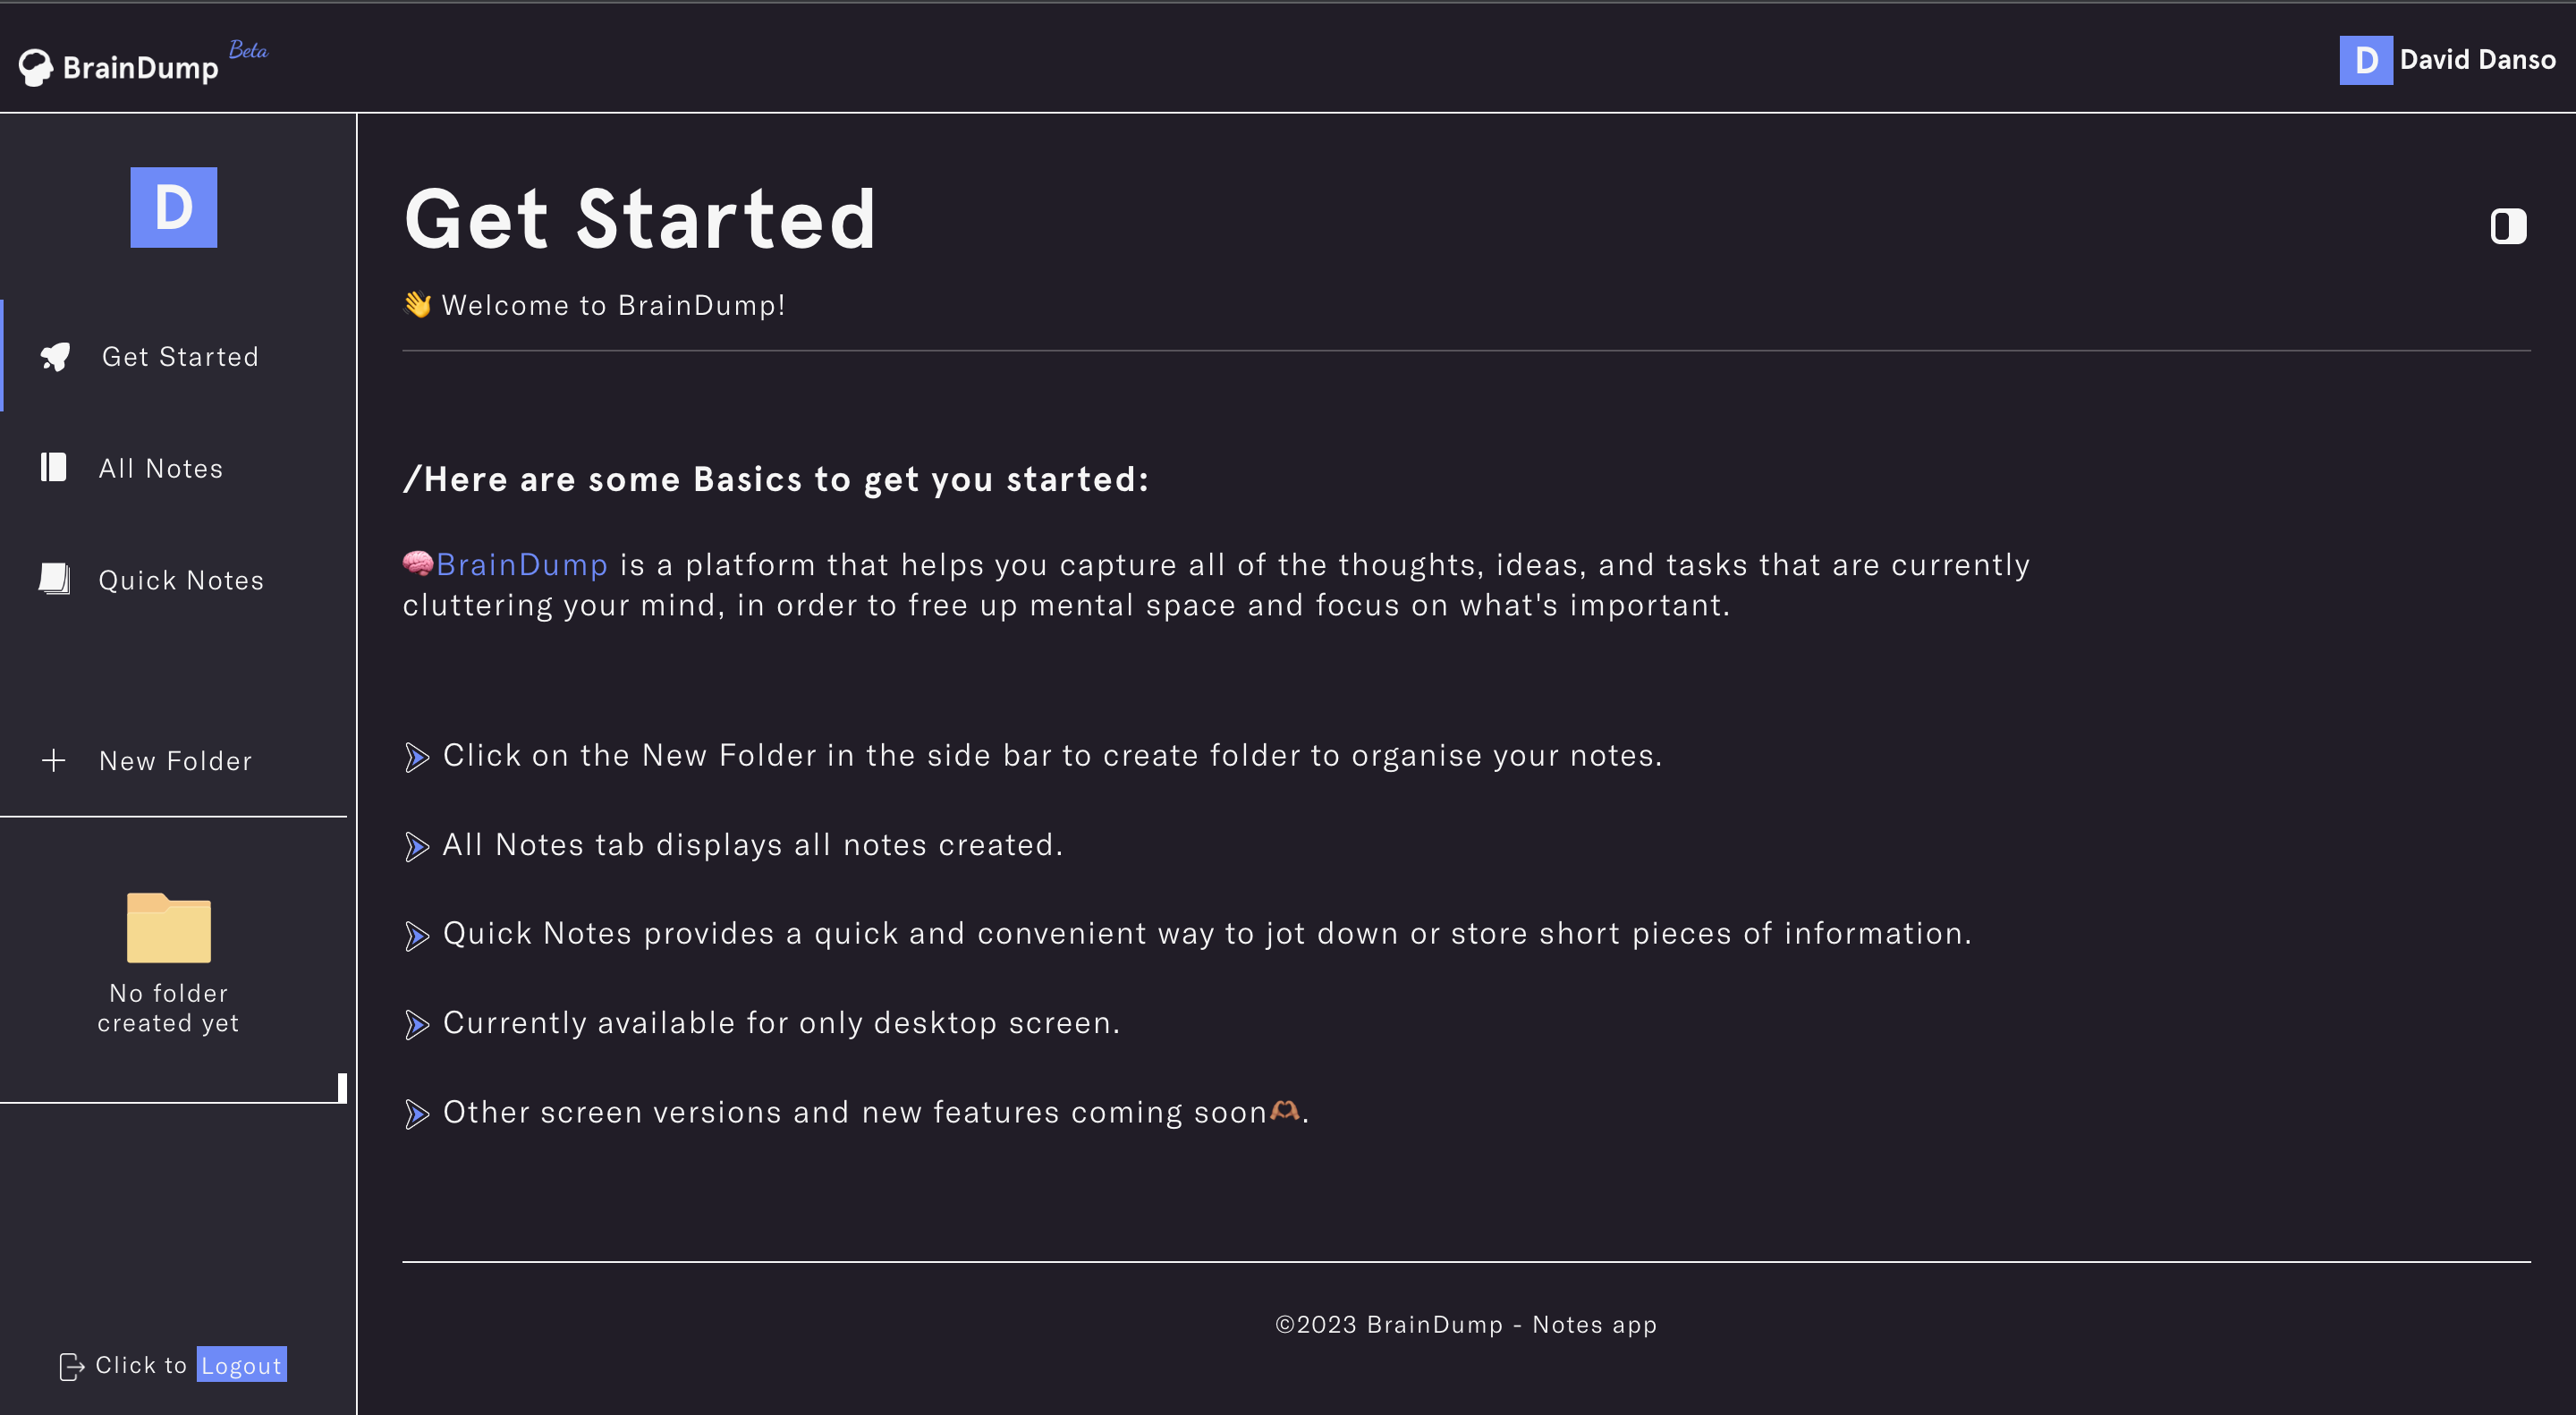 BrainDump Beta
D David Danso
D
Get Started
All Notes
Quick Notes
New Folder
No folder
created yet
Click to Logout
Get Started
👋 Welcome to BrainDump!
/Here are some Basics to get you started:
🧠BrainDump is a platform that helps you capture all of the thoughts, ideas, and tasks that are currently
cluttering your mind, in order to free up mental space and focus on what's important.
Click on the New Folder in the side bar to create folder to organise your notes.
All Notes tab displays all notes created.
Quick Notes provides a quick and convenient way to jot down or store short pieces of information.
Currently available for only desktop screen.
Other screen versions and new features coming soon🫶🏾.
©2023 BrainDump - Notes app